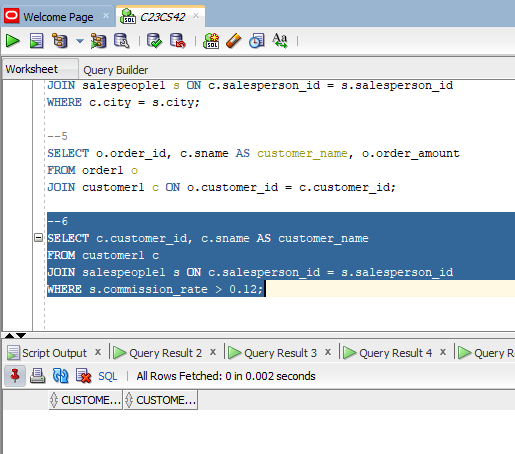 Welcome Page
C23CS42
Worksheet
Query Builder
JOIN salespeople1 s ON c.salesperson_id = s.salesperson_id
WHERE c.city = s.city;
--5
SELECT o.order_id, c.sname AS customer_name, o.order_amount
FROM order1 o
JOIN customer1 c ON o.customer_id = c.customer_id;
--6
SELECT c.customer_id, c.sname AS customer_name
FROM customer1 c
JOIN salespeople1 s ON c.salesperson_id = s.salesperson_id
WHERE s.commission_rate > 0.12;
Script Output x Query Result 2 x Query Result 3 x Query Result 4 x Query R
SQL | All Rows Fetched: 0 in 0.002 seconds
CUSTOME... CUSTOME...